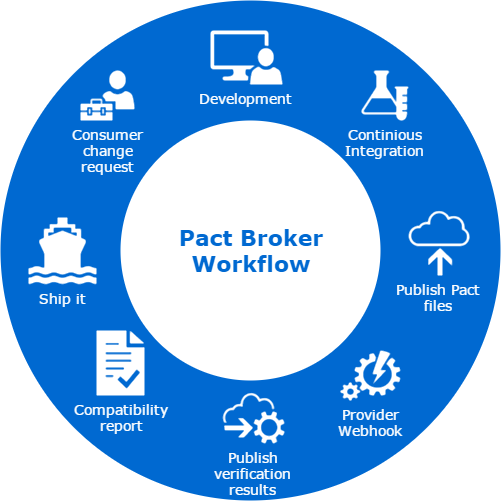 Pact Broker
Workflow
Development
Continious
Integration
Publish Pact
files
Provider
Webhook
Publish
verification
results
Compatibility
report
Ship it
Consumer
change
request